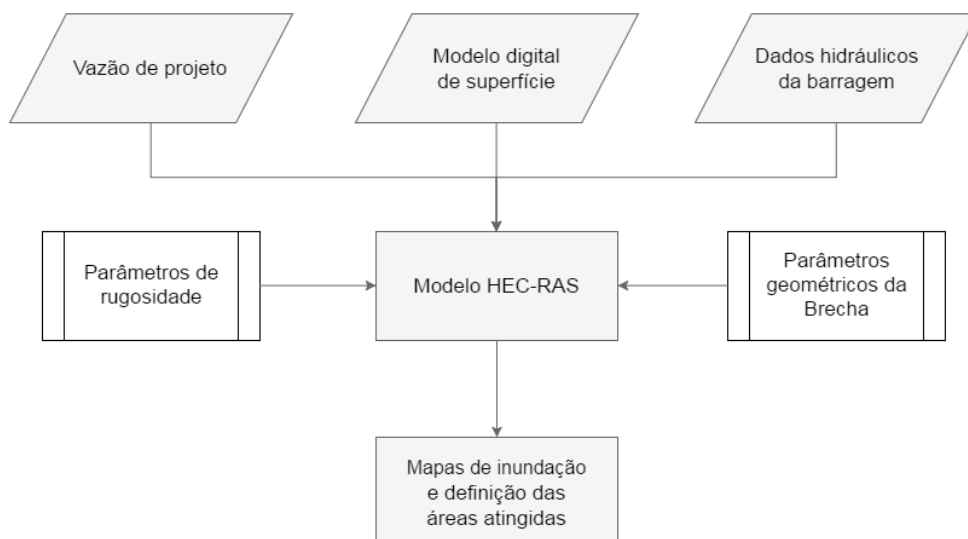 Vazão de projeto
Modelo digital
de superfície
Dados hidráulicos
da barragem
Parâmetros de
rugosidade
Modelo HEC-RAS
Parâmetros
geométricos da
Brecha
Mapas de inundação
e definição das
áreas atingidas